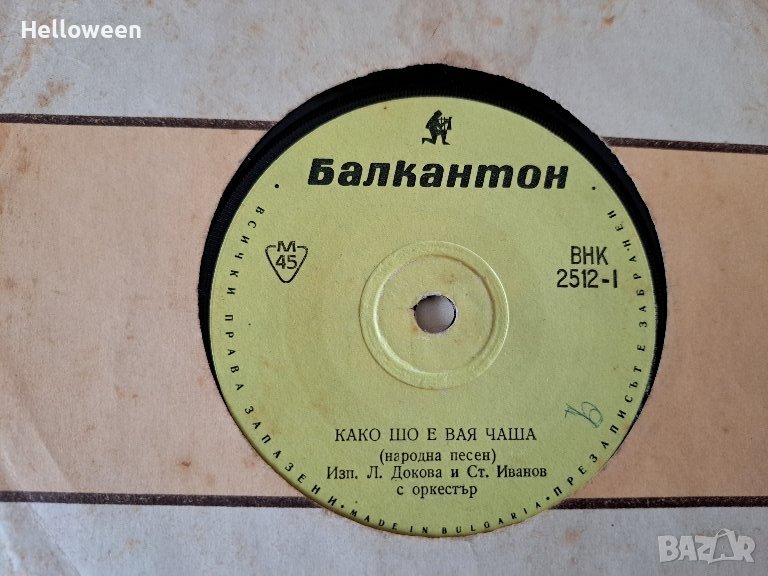 Helloween
Балкантон
М
45
ВНК
2512-I
КАКО ШО Е ВАЯ ЧАША
(народна песен)
Изп. Л. Докова и Ст. Иванов
с оркестър
ВСИЧКИ ПРАВА ЗАПАЗЕНИ • MADE IN BULGARIA • ПРЕЗАПИСЪТ Е ЗАБРАНЕН
BAZAR